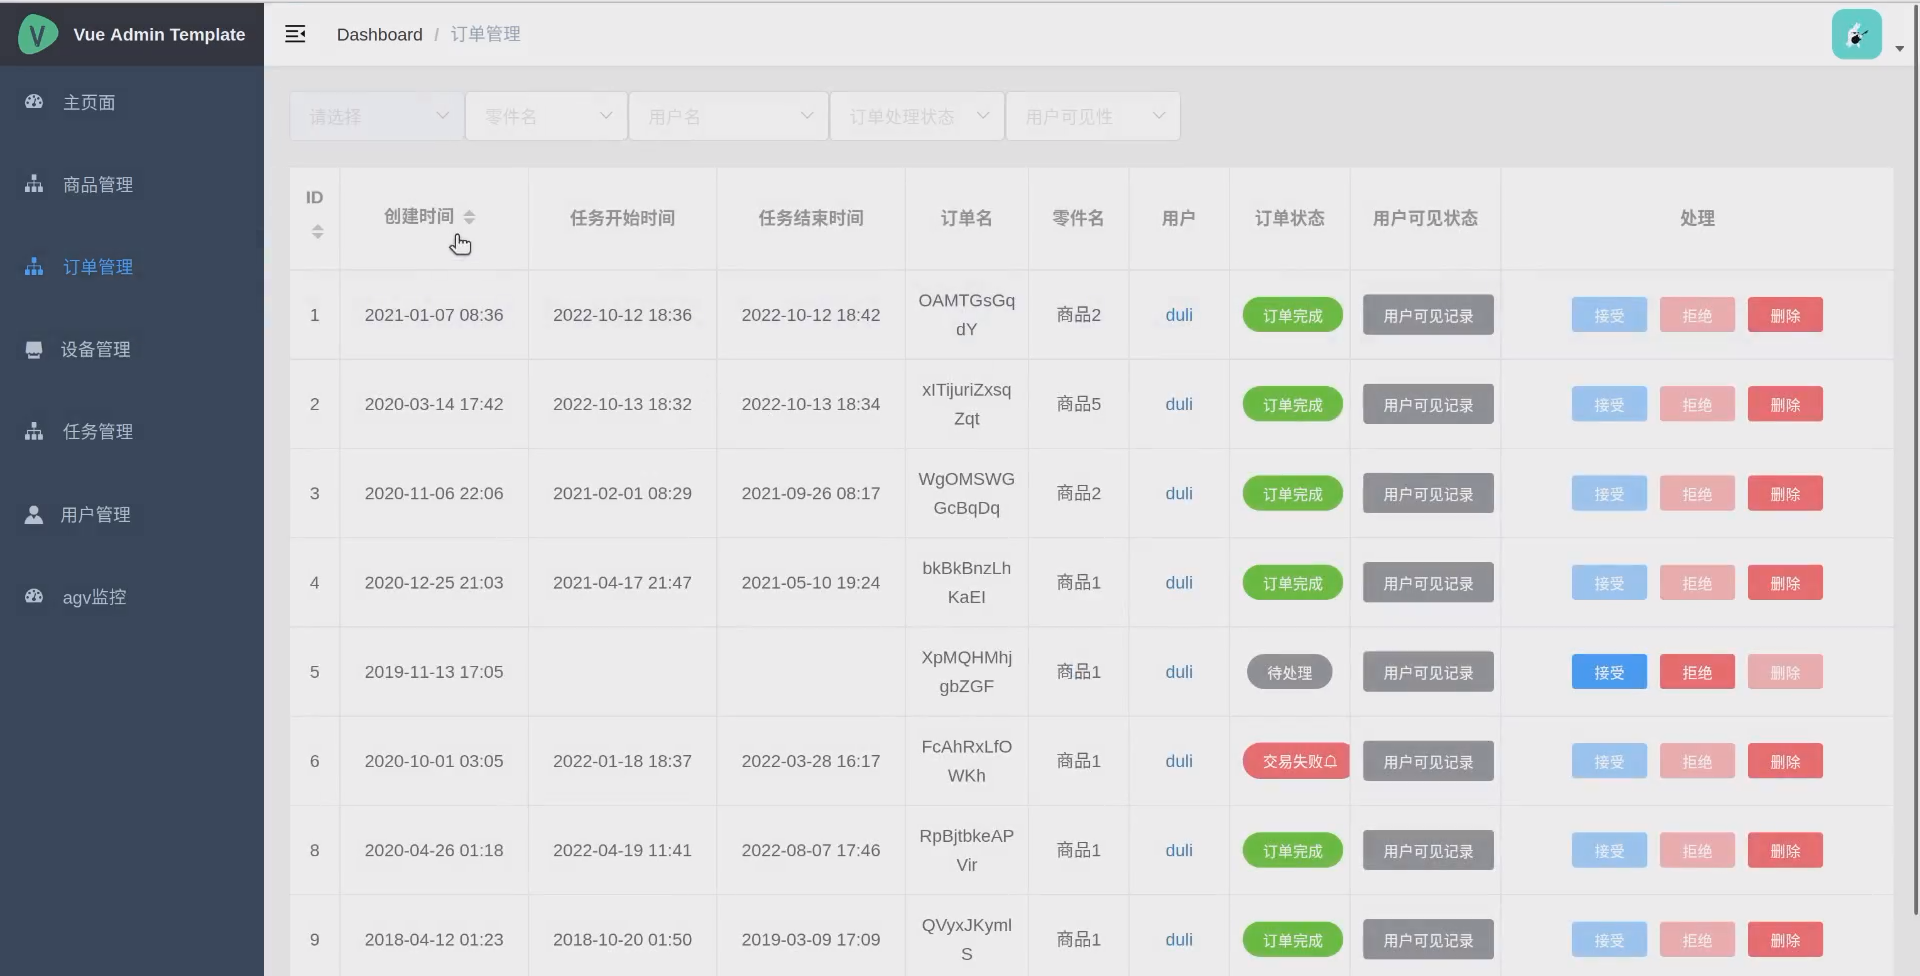 Vue Admin Template
Dashboard / 订单管理
主页面
商品管理
订单管理
设备管理
任务管理
用户管理
agv监控
请选择 零件名 用户名 订单处理状态 用户可见性
ID 创建时间 任务开始时间 任务结束时间 订单名 零件名 用户 订单状态 用户可见状态 处理
1 2021-01-07 08:36 2022-10-12 18:36 2022-10-12 18:42 OAMTGsGq
dY 商品2 duli 订单完成 用户可见记录 接受 拒绝 删除
2 2020-03-14 17:42 2022-10-13 18:32 2022-10-13 18:34 xITijuriZxsq
Zqt 商品5 duli 订单完成 用户可见记录 接受 拒绝 删除
3 2020-11-06 22:06 2021-02-01 08:29 2021-09-26 08:17 WgOMSWG
GcBqDq 商品2 duli 订单完成 用户可见记录 接受 拒绝 删除
4 2020-12-25 21:03 2021-04-17 21:47 2021-05-10 19:24 bkBkBnzLh
KaEI 商品1 duli 订单完成 用户可见记录 接受 拒绝 删除
5 2019-11-13 17:05 XpMQHMhj
gbZGF 商品1 duli 待处理 用户可见记录 接受 拒绝 删除
6 2020-10-01 03:05 2022-01-18 18:37 2022-03-28 16:17 FcAhRxLfO
WKh 商品1 duli 交易失败 用户可见记录 接受 拒绝 删除
8 2020-04-26 01:18 2022-04-19 11:41 2022-08-07 17:46 RpBjtbkeAP
Vir 商品1 duli 订单完成 用户可见记录 接受 拒绝 删除
9 2018-04-12 01:23 2018-10-20 01:50 2019-03-09 17:09 QVyxJKyml
S 商品1 duli 订单完成 用户可见记录 接受 拒绝 删除